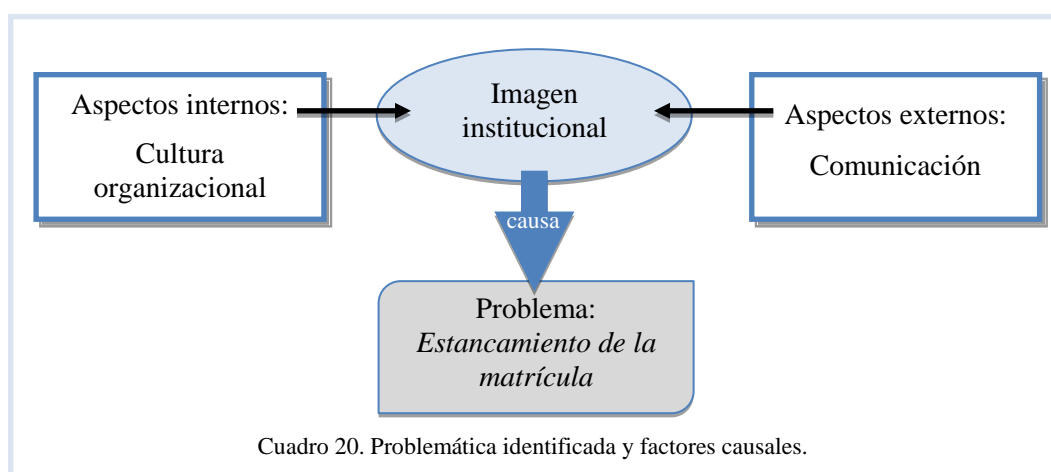 Aspectos internos:
Cultura
organizacional
Imagen
institucional
Aspectos externos:
Comunicación
causa
Problema:
Estancamiento de la
matrícula
Cuadro 20. Problemática identificada y factores causales.